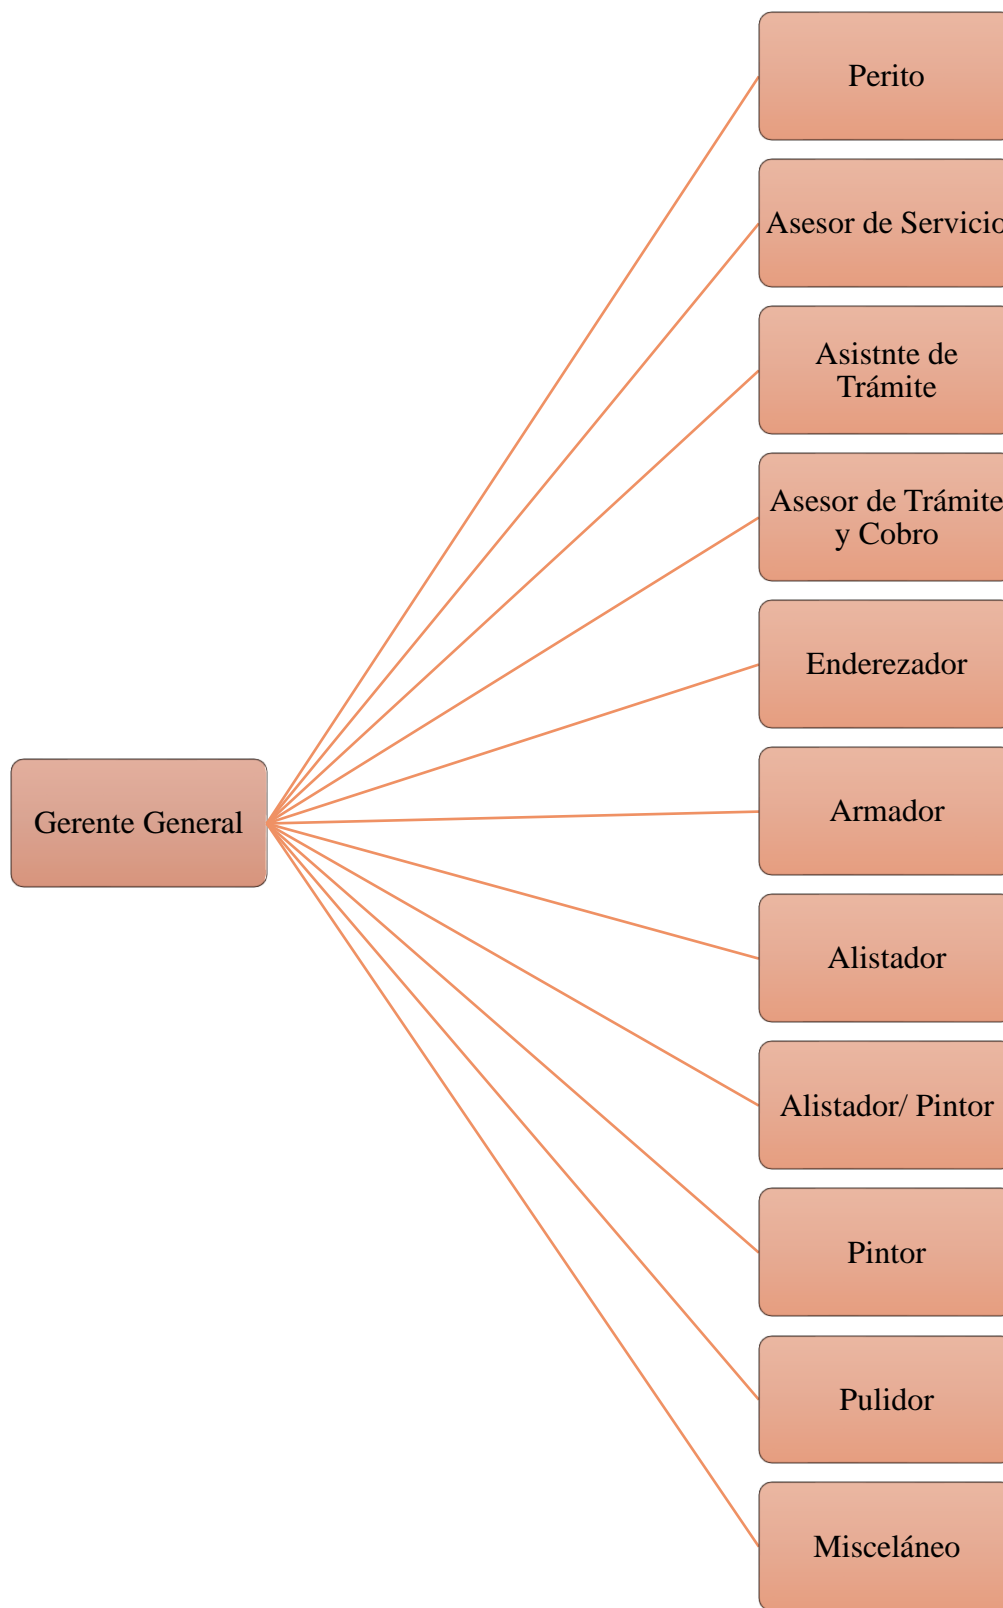 Perito
Asesor de Servicio
Asistnte de
Trámite
Asesor de Trámite
y Cobro
Enderezador
Gerente General
Armador
Alistador
Alistador/ Pintor
Pintor
Pulidor
Misceláneo